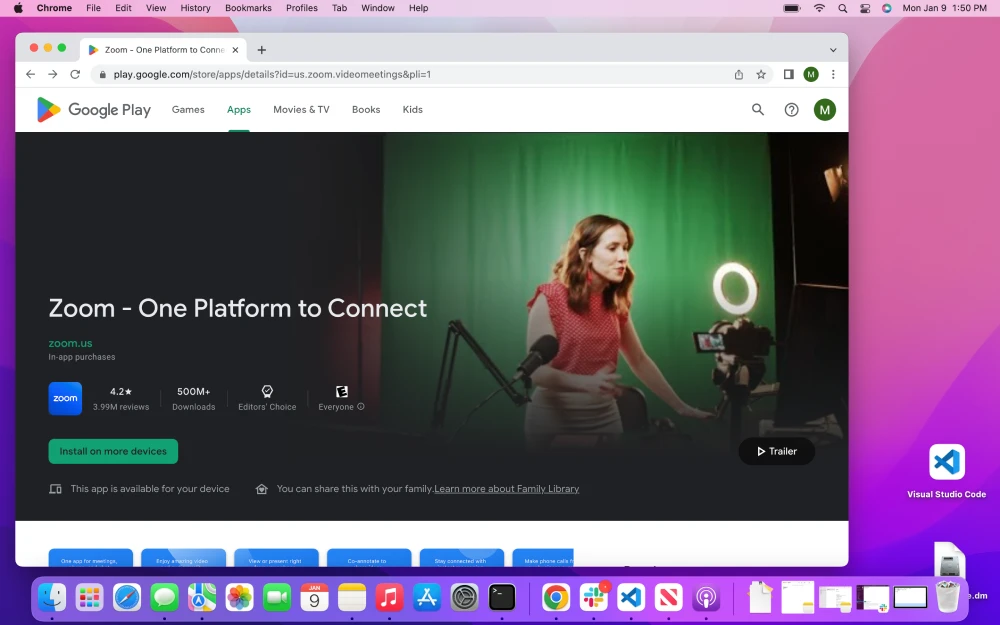 Chrome File Edit View History Bookmarks Profiles Tab Window Help Mon Jan 9 1:50 PM
Zoom - One Platform to Conne
play.google.com/store/apps/details?id=us.zoom.videomeetings&pli=1
M
Google Play Games Apps Movies & TV Books Kids
M
Zoom - One Platform to Connect
zoom.us
In-app purchases
zoom
4.2★ 500M+
3.99M reviews Downloads Editors' Choice Everyone
E
Install on more devices
Trailer
This app is available for your device You can share this with your family.Learn more about Family Library
One app for meetings, Enjoy amazing video View or present right Co-annotate to Stay connected with Make phone calls f
Visual Studio Code
JAN
9
e.dm